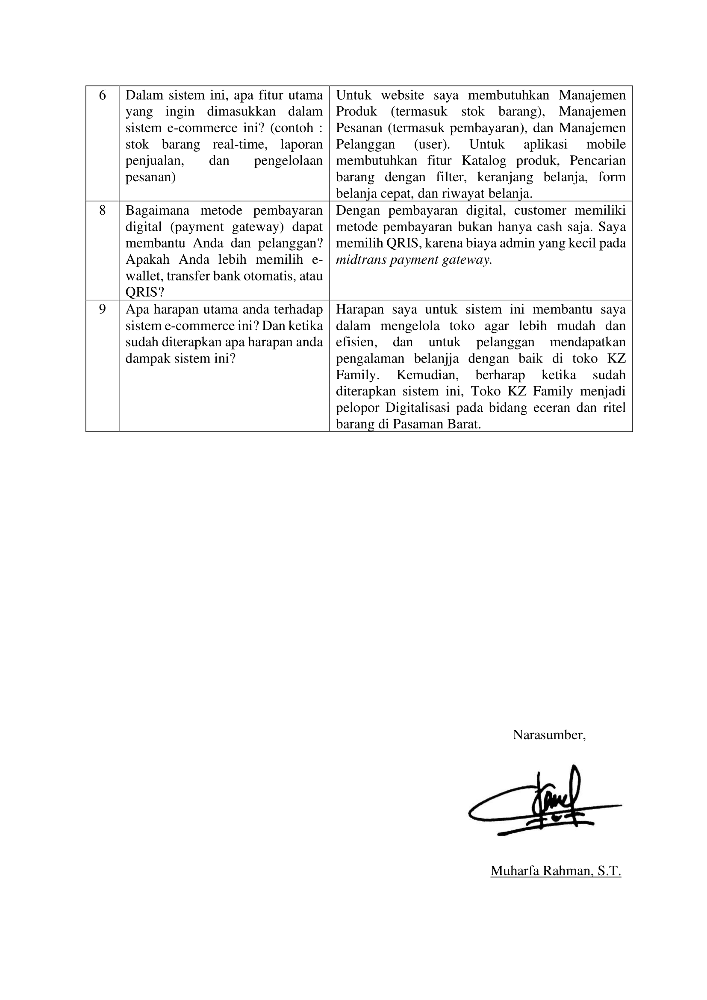 6
Dalam sistem ini, apa fitur utama
yang ingin dimasukkan dalam
sistem e-commerce ini? (contoh :
stok barang real-time, laporan
penjualan, dan pengelolaan
pesanan)
Untuk website saya membutuhkan Manajemen
Produk (termasuk stok barang), Manajemen
Pesanan (termasuk pembayaran), dan Manajemen
Pelanggan (user). Untuk aplikasi mobile
membutuhkan fitur Katalog produk, Pencarian
barang dengan filter, keranjang belanja, form
belanja cepat, dan riwayat belanja.
8
Bagaimana metode pembayaran
digital (payment gateway) dapat
membantu Anda dan pelanggan?
Apakah Anda lebih memilih e-
wallet, transfer bank otomatis, atau
QRIS?
Dengan pembayaran digital, customer memiliki
metode pembayaran bukan hanya cash saja. Saya
memilih QRIS, karena biaya admin yang kecil pada
midtrans payment gateway.
9
Apa harapan utama anda terhadap
sistem e-commerce ini? Dan ketika
sudah diterapkan apa harapan anda
dampak sistem ini?
Harapan saya untuk sistem ini membantu saya
dalam mengelola toko agar lebih mudah dan
efisien, dan untuk pelanggan mendapatkan
pengalaman belanjja dengan baik di toko KZ
Family. Kemudian, berharap ketika sudah
diterapkan sistem ini, Toko KZ Family menjadi
pelopor Digitalisasi pada bidang eceran dan ritel
barang di Pasaman Barat.
Narasumber,
Muharfa Rahman, S.T.